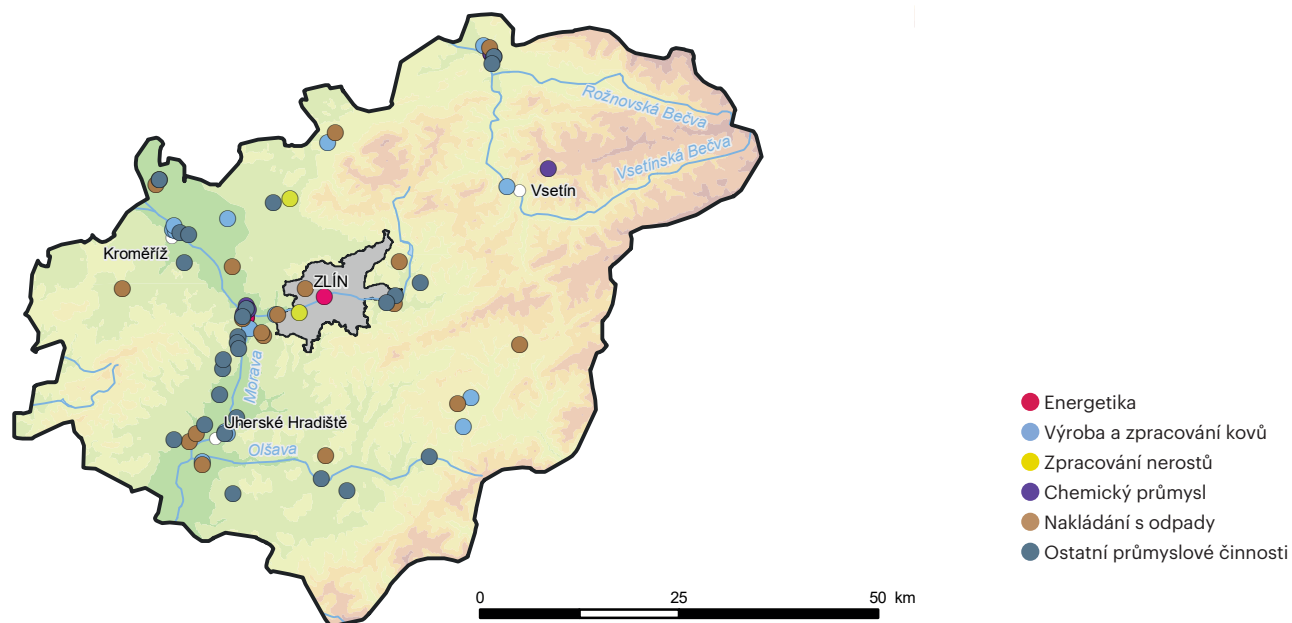 Rožnovská Bečva
Vsetínská Bečva
Vsetín
Kroměříž
ZLÍN
Morava
Uherské Hradiště
Olšava
Energetika
Výroba a zpracování kovů
Zpracování nerostů
Chemický průmysl
Nakládání s odpady
Ostatní průmyslové činnosti
0 25 50 km